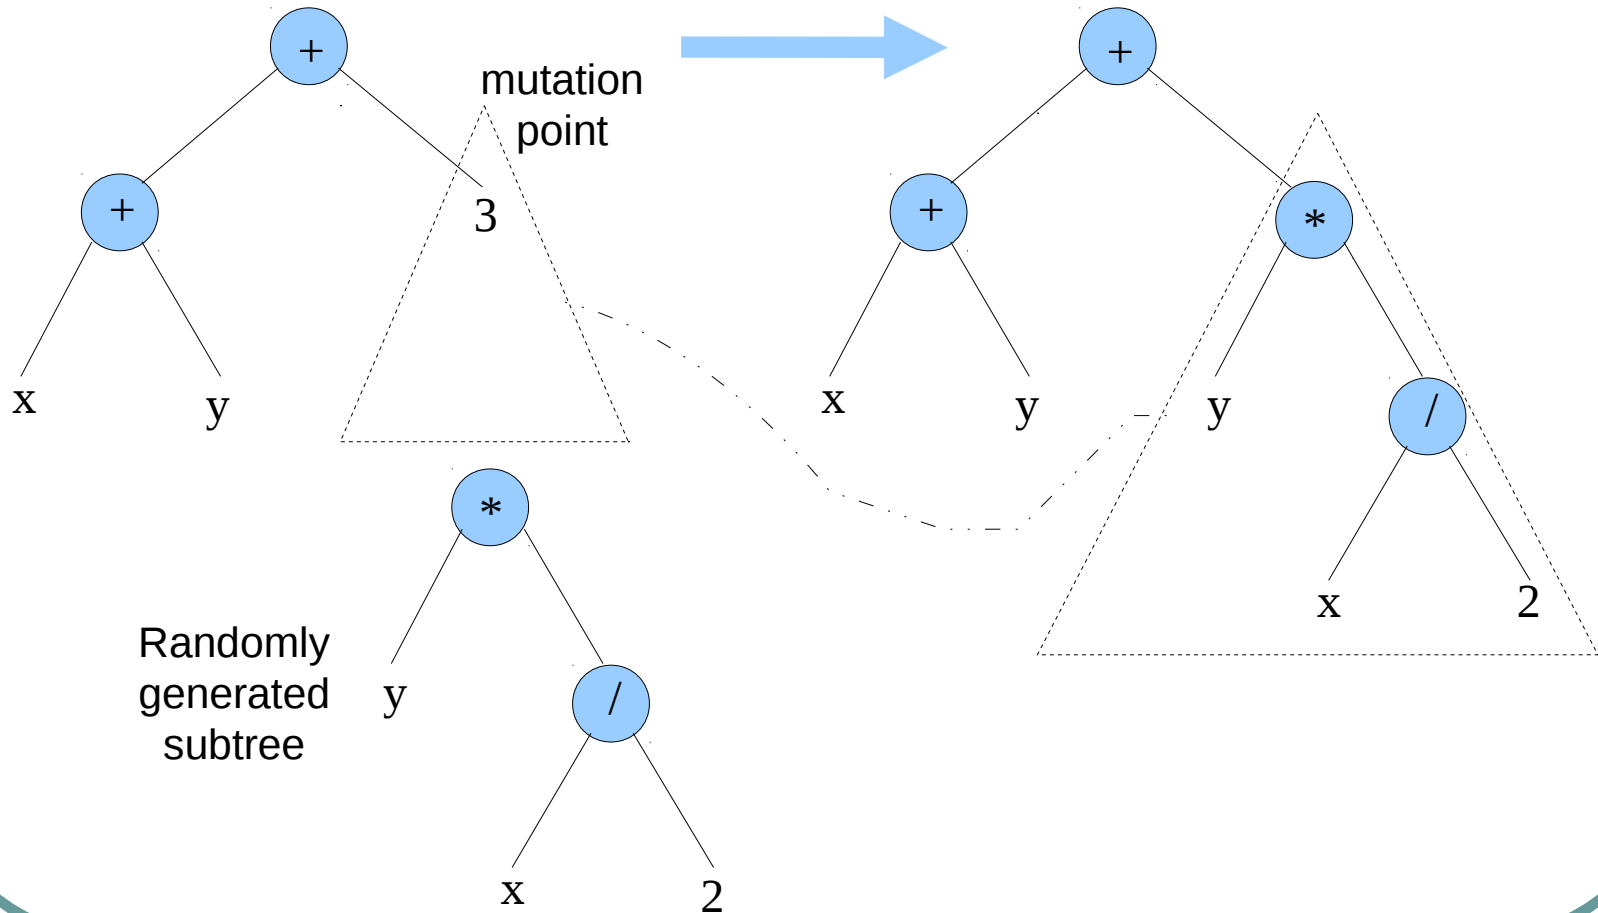 +
+
mutation
point
+
+
3
*
x
y
x
y
y
/
*
x
2
Randomly
generated
subtree
y
/
x
2